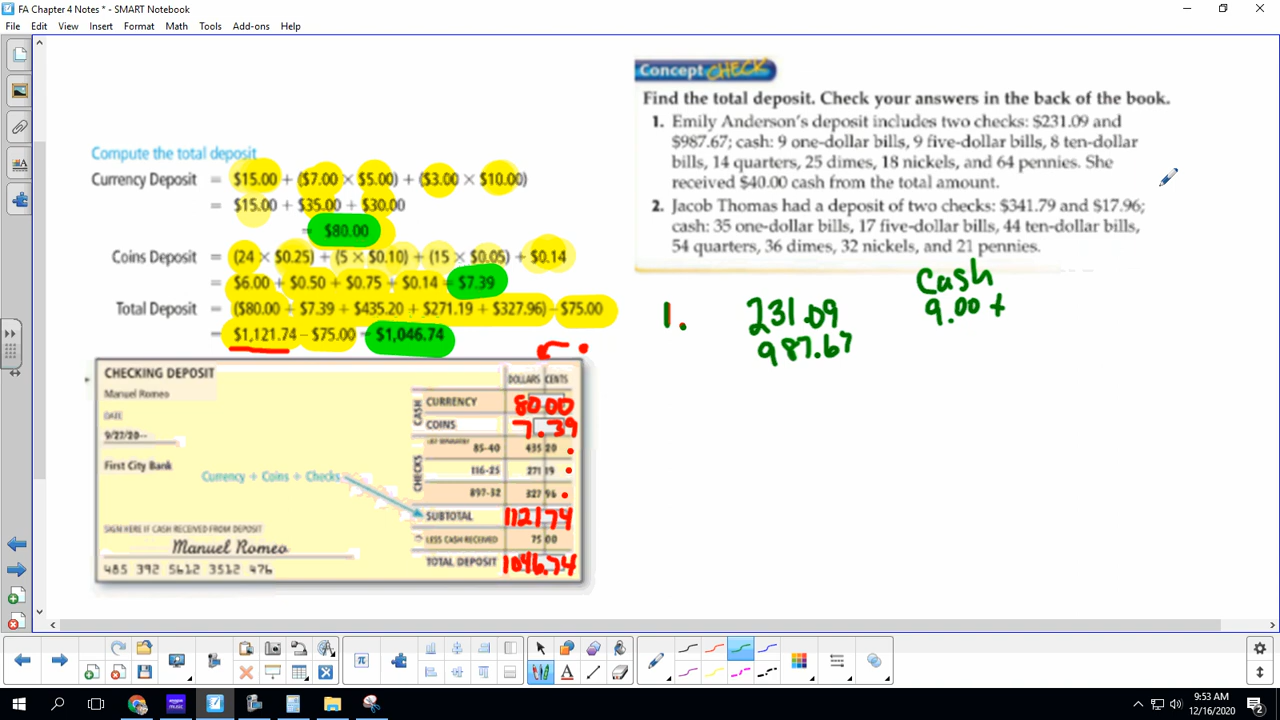 FA Chapter 4 Notes * - SMART Notebook
File Edit View Insert Format Math Tools Add-ons Help
Compute the total deposit
Currency Deposit = $15.00 + ($7.00 × $5.00) + ($3.00 × $10.00)
= $15.00 + $35.00 + $30.00
= $80.00
Coins Deposit = (24 × $0.25) + (5 × $0.10) + (15 × $0.05) + $0.14
= $6.00 + $0.50 + $0.75 + $0.14 = $7.39
Total Deposit = ($80.00 + $7.39 + $435.20 + $271.19 + $327.96) – $75.00
= $1,121.74 – $75.00 = $1,046.74
CHECKING DEPOSIT
Manuel Romeo
DATE
9/27/20--
First City Bank
Currency + Coins + Checks
SIGN HERE IF CASH RECEIVED FROM DEPOSIT
Manuel Romeo
485 392 5612 3512 476
DOLLARS CENTS
CASH
CURRENCY 80.00
COINS 7.39
CHECKS
85-40 435 20
116-25 271 19
897-32 327 96
SUBTOTAL 1121 74
LESS CASH RECEIVED 75 00
TOTAL DEPOSIT 1046.74
Concept CHECK
Find the total deposit. Check your answers in the back of the book.
1. Emily Anderson's deposit includes two checks: $231.09 and
$987.67; cash: 9 one-dollar bills, 9 five-dollar bills, 8 ten-dollar
bills, 14 quarters, 25 dimes, 18 nickels, and 64 pennies. She
received $40.00 cash from the total amount.
2. Jacob Thomas had a deposit of two checks: $341.79 and $17.96;
cash: 35 one-dollar bills, 17 five-dollar bills, 44 ten-dollar bills,
54 quarters, 36 dimes, 32 nickels, and 21 pennies.
Cash
1. 231.09 9.00 +
987.67
9:53 AM
12/16/2020